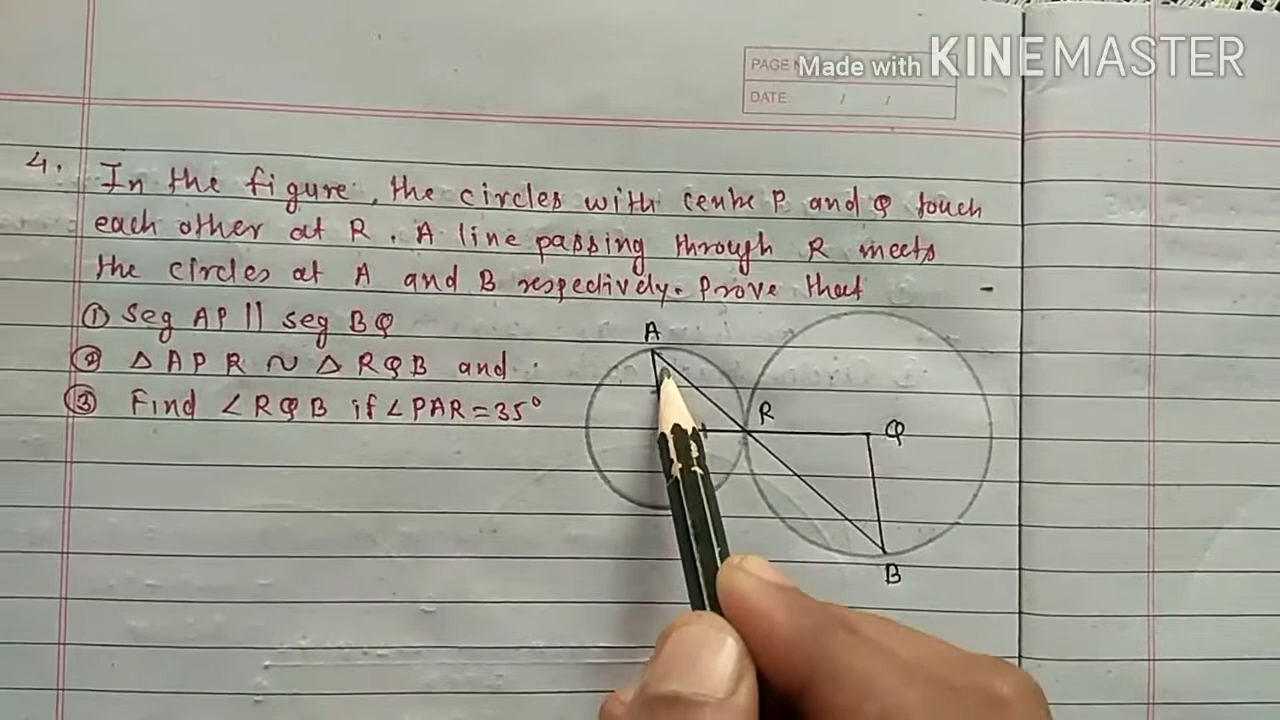 PAGE
Made with KINEMASTER
DATE: / /
4. In the figure, the circles with centre P and Q touch
each other at R. A line passing through R meets
the circles at A and B respectively. Prove that
① seg AP || seg BQ
② △ APR ~ △ RQB and
③ Find ∠RQB if ∠PAR = 35°
A
R
Q
B